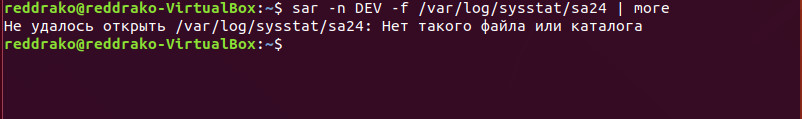 reddrako@reddrako-VirtualBox:~$ sar -n DEV -f /var/log/sysstat/sa24 | more
Не удалось открыть /var/log/sysstat/sa24: Нет такого файла или каталога
reddrako@reddrako-VirtualBox:~$